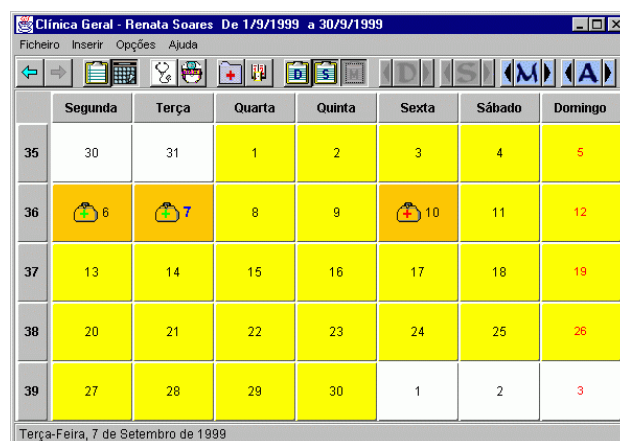 Clínica Geral - Renata Soares De 1/9/1999 a 30/9/1999
Ficheiro Inserir Opções Ajuda
D S M D S M A
Segunda Terça Quarta Quinta Sexta Sábado Domingo
35 30 31 1 2 3 4 5
36 6 7 8 9 10 11 12
37 13 14 15 16 17 18 19
38 20 21 22 23 24 25 26
39 27 28 29 30 1 2 3
Terça-Feira, 7 de Setembro de 1999